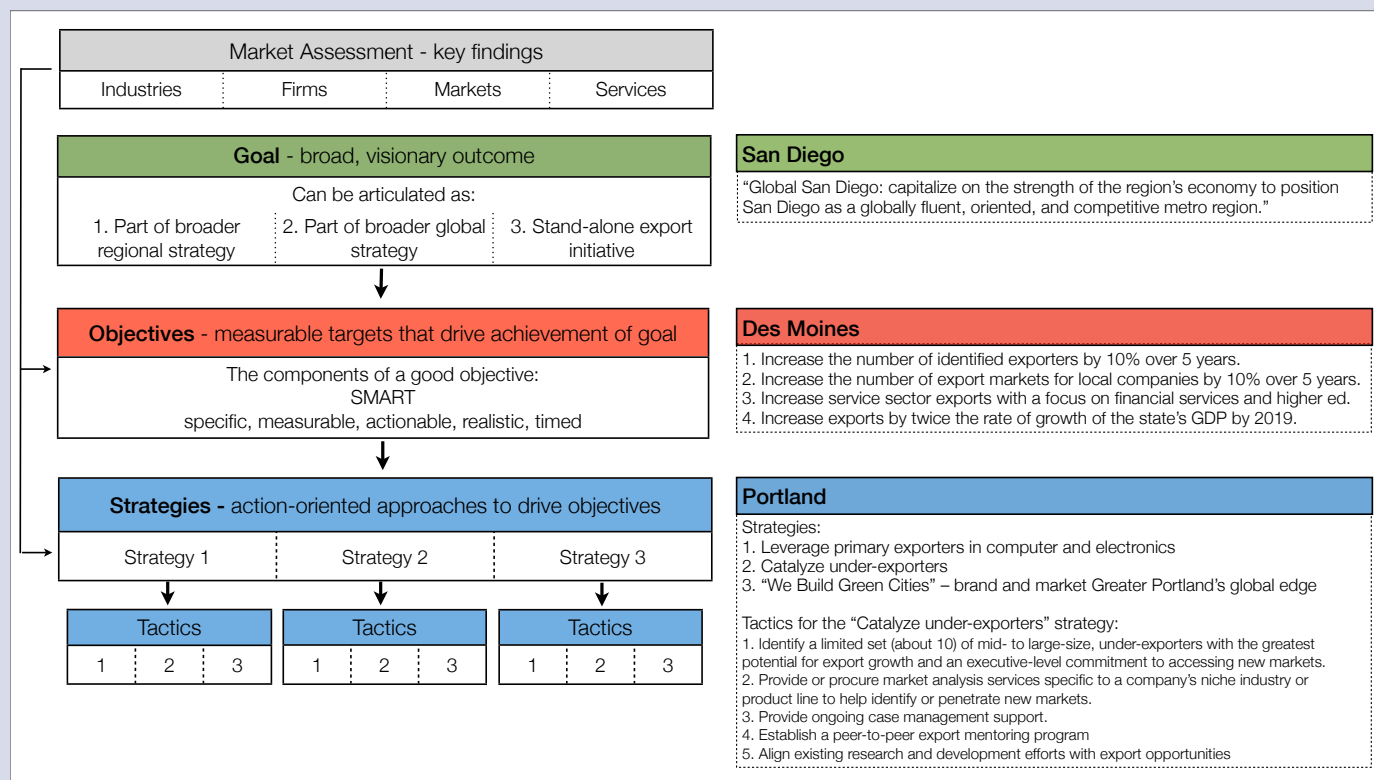 Market Assessment - key findings
Industries
Firms
Markets
Services
Goal - broad, visionary outcome
Can be articulated as:
1. Part of broader
regional strategy
2. Part of broader global
strategy
3. Stand-alone export
initiative
Objectives - measurable targets that drive achievement of goal
The components of a good objective:
SMART
specific, measurable, actionable, realistic, timed
Strategies - action-oriented approaches to drive objectives
Strategy 1
Strategy 2
Strategy 3
Tactics
1 2 3
Tactics
1 2 3
Tactics
1 2 3
San Diego
“Global San Diego: capitalize on the strength of the region’s economy to position
San Diego as a globally fluent, oriented, and competitive metro region.”
Des Moines
1. Increase the number of identified exporters by 10% over 5 years.
2. Increase the number of export markets for local companies by 10% over 5 years.
3. Increase service sector exports with a focus on financial services and higher ed.
4. Increase exports by twice the rate of growth of the state’s GDP by 2019.
Portland
Strategies:
1. Leverage primary exporters in computer and electronics
2. Catalyze under-exporters
3. “We Build Green Cities” – brand and market Greater Portland’s global edge
Tactics for the “Catalyze under-exporters” strategy:
1. Identify a limited set (about 10) of mid- to large-size, under-exporters with the greatest
potential for export growth and an executive-level commitment to accessing new markets.
2. Provide or procure market analysis services specific to a company’s niche industry or
product line to help identify or penetrate new markets.
3. Provide ongoing case management support.
4. Establish a peer-to-peer export mentoring program
5. Align existing research and development efforts with export opportunities